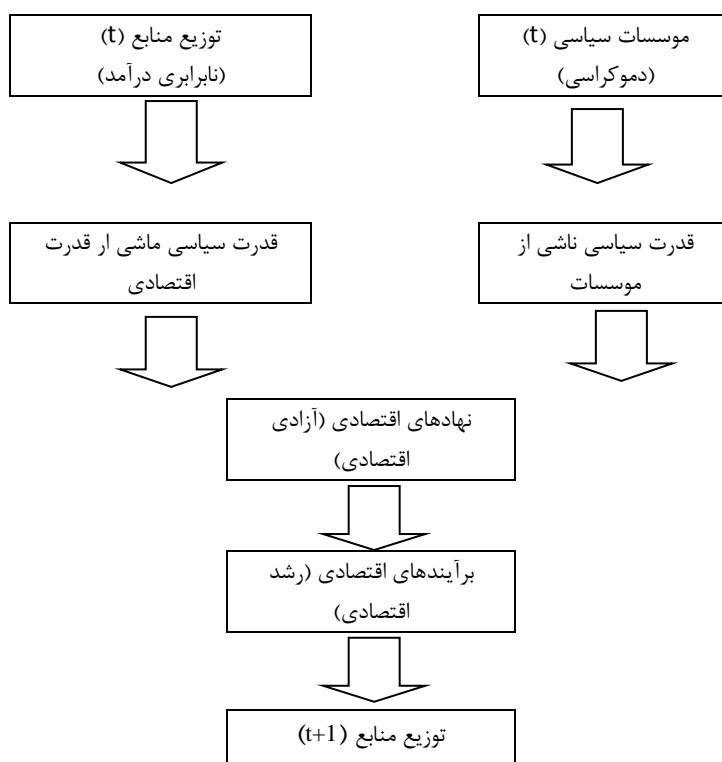 موسسات سیاسی (t)
(دموکراسی)
توزیع منابع (t)
(نابرابری درآمد)
قدرت سیاسی ناشی از
موسسات
قدرت سیاسی ماشی ار قدرت
اقتصادی
نهادهای اقتصادی (آزادی
اقتصادی)
برآیندهای اقتصادی (رشد
اقتصادی)
توزیع منابع (t+1)